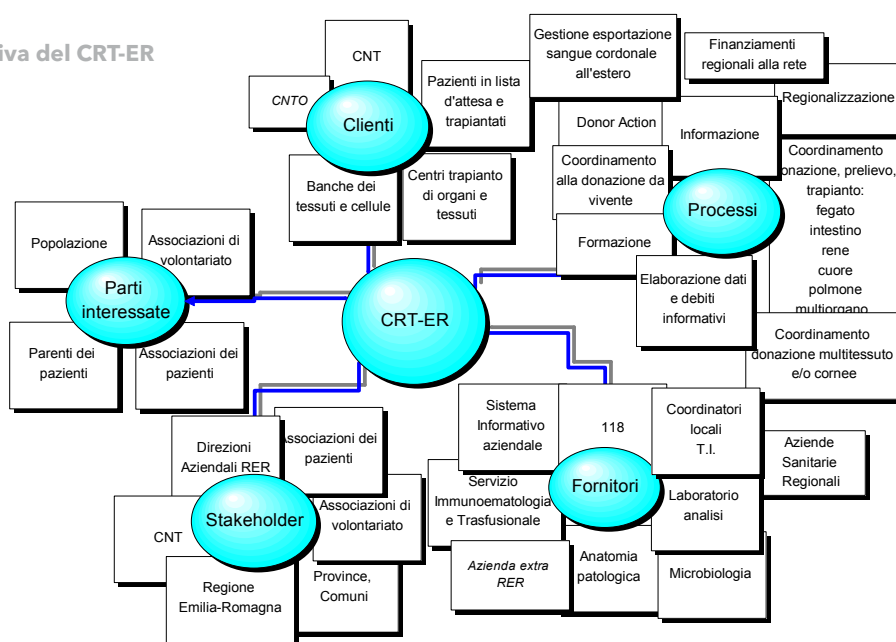 iva del CRT-ER
CNT
CNTO
Clienti
Pazienti in lista
d'attesa e
trapiantati
Banche dei
tessuti e cellule
Centri trapianto
di organi e
tessuti
Gestione esportazione
sangue cordonale
all'estero
Finanziamenti
regionali alla rete
Regionalizzazione
Donor Action
Informazione
Coordinamento
alla donazione da
vivente
Processi
Coordinamento
onazione, prelievo,
trapianto:
fegato
intestino
rene
cuore
polmone
multiorgano
Formazione
Elaborazione dati
e debiti
informativi
Coordinamento
donazione multitessuto
e/o cornee
Popolazione
Associazioni di
volontariato
Parti
interessate
Parenti dei
pazienti
Associazioni dei
pazienti
CRT-ER
Direzioni
Aziendali RER
Associazioni dei
pazienti
Stakeholder
Associazioni di
volontariato
CNT
Regione
Emilia-Romagna
Province,
Comuni
Sistema
Informativo
aziendale
118
Coordinatori
locali
T.I.
Aziende
Sanitarie
Regionali
Servizio
Immunoematologia
e Trasfusionale
Fornitori
Laboratorio
analisi
Azienda extra
RER
Anatomia
patologica
Microbiologia